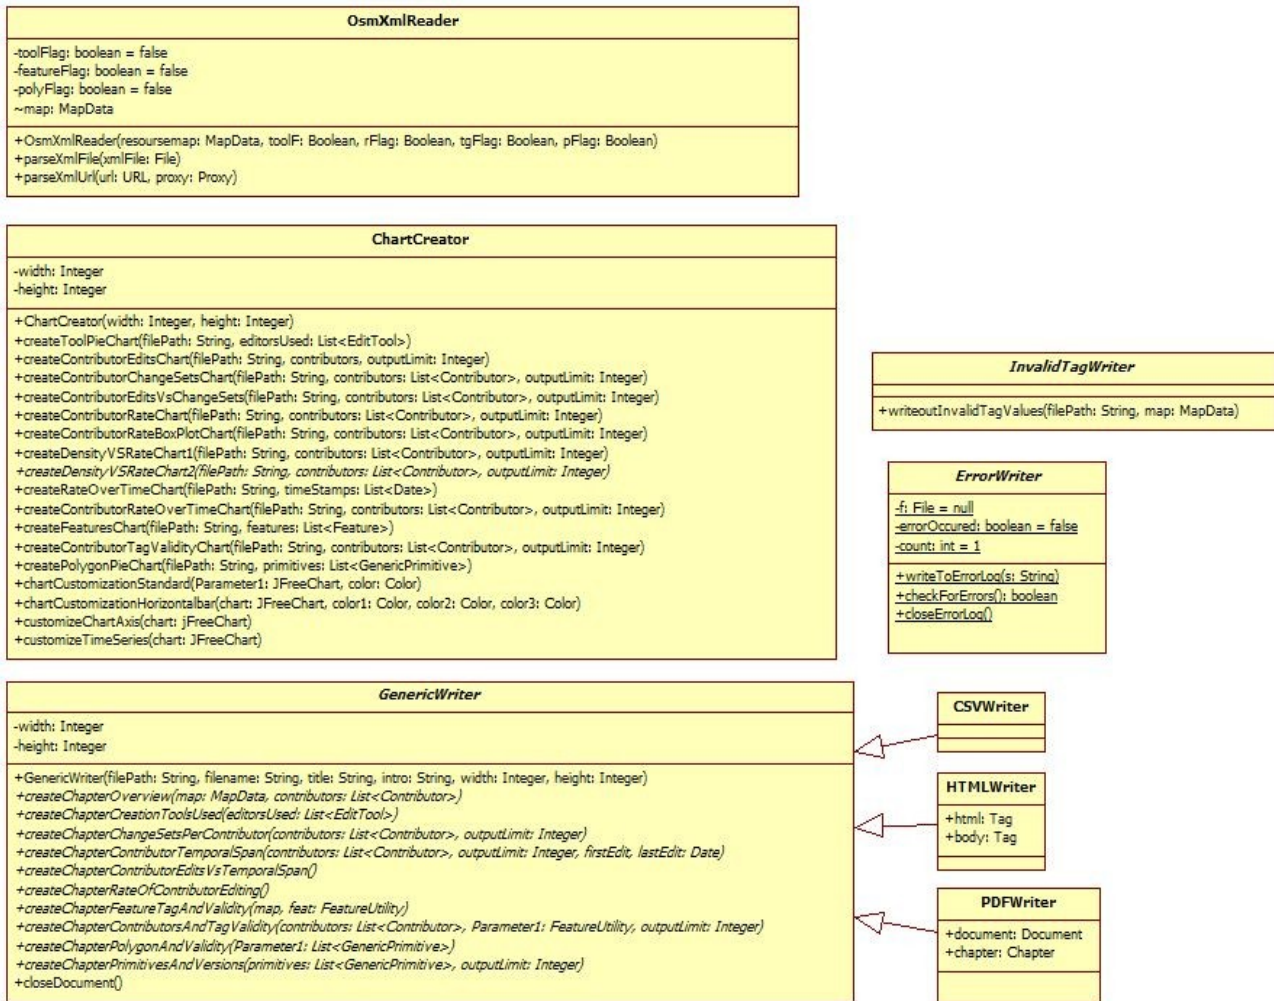 OsmXmlReader
-toolFlag: boolean = false
-featureFlag: boolean = false
-polyFlag: boolean = false
~map: MapData
+OsmXmlReader(resoursemap: MapData, toolF: Boolean, rFlag: Boolean, tgFlag: Boolean, pFlag: Boolean)
+parseXmlFile(xmlFile: File)
+parseXmlUrl(url: URL, proxy: Proxy)
ChartCreator
-width: Integer
-height: Integer
+ChartCreator(width: Integer, height: Integer)
+createToolPieChart(filePath: String, editorsUsed: List<EditTool>)
+createContributorEditsChart(filePath: String, contributors, outputLimit: Integer)
+createContributorChangeSetsChart(filePath: String, contributors: List<Contributor>, outputLimit: Integer)
+createContributorEditsVsChangeSets(filePath: String, contributors: List<Contributor>, outputLimit: Integer)
+createContributorRateChart(filePath: String, contributors: List<Contributor>, outputLimit: Integer)
+createContributorRateBoxPlotChart(filePath: String, contributors: List<Contributor>, outputLimit: Integer)
+createDensityVSRateChart1(filePath: String, contributors: List<Contributor>, outputLimit: Integer)
+createDensityVSRateChart2(filePath: String, contributors: List<Contributor>, outputLimit: Integer)
+createRateOverTimeChart(filePath: String, timeStamps: List<Date>)
+createContributorRateOverTimeChart(filePath: String, contributors: List<Contributor>, outputLimit: Integer)
+createFeaturesChart(filePath: String, features: List<Feature>)
+createContributorTagValidityChart(filePath: String, contributors: List<Contributor>, outputLimit: Integer)
+createPolygonPieChart(filePath: String, primitives: List<GenericPrimitive>)
+chartCustomizationStandard(Parameter1: JFreeChart, color: Color)
+chartCustomizationHorizontalbar(chart: JFreeChart, color1: Color, color2: Color, color3: Color)
+customizeChartAxis(chart: jFreeChart)
+customizeTimeSeries(chart: JFreeChart)
InvalidTagWriter
+writeoutInvalidTagValues(filePath: String, map: MapData)
ErrorWriter
-f: File = null
-errorOccured: boolean = false
-count: int = 1
+writeToErrorLog(s: String)
+checkForErrors(): boolean
+closeErrorLog()
GenericWriter
-width: Integer
-height: Integer
+GenericWriter(filePath: String, filename: String, title: String, intro: String, width: Integer, height: Integer)
+createChapterOverview(map: MapData, contributors: List<Contributor>)
+createChapterCreationToolsUsed(editorsUsed: List<EditTool>)
+createChapterChangeSetsPerContributor(contributors: List<Contributor>, outputLimit: Integer)
+createChapterContributorTemporalSpan(contributors: List<Contributor>, outputLimit: Integer, firstEdit, lastEdit: Date)
+createChapterContributorEditsVsTemporalSpan()
+createChapterRateOfContributorEditing()
+createChapterFeatureTagAndValidity(map, feat: FeatureUtility)
+createChapterContributorsAndTagValidity(contributors: List<Contributor>, Parameter1: FeatureUtility, outputLimit: Integer)
+createChapterPolygonAndValidity(Parameter1: List<GenericPrimitive>)
+createChapterPrimitivesAndVersions(primitives: List<GenericPrimitive>, outputLimit: Integer)
+closeDocument()
CSVWriter
HTMLWriter
+html: Tag
+body: Tag
PDFWriter
+document: Document
+chapter: Chapter